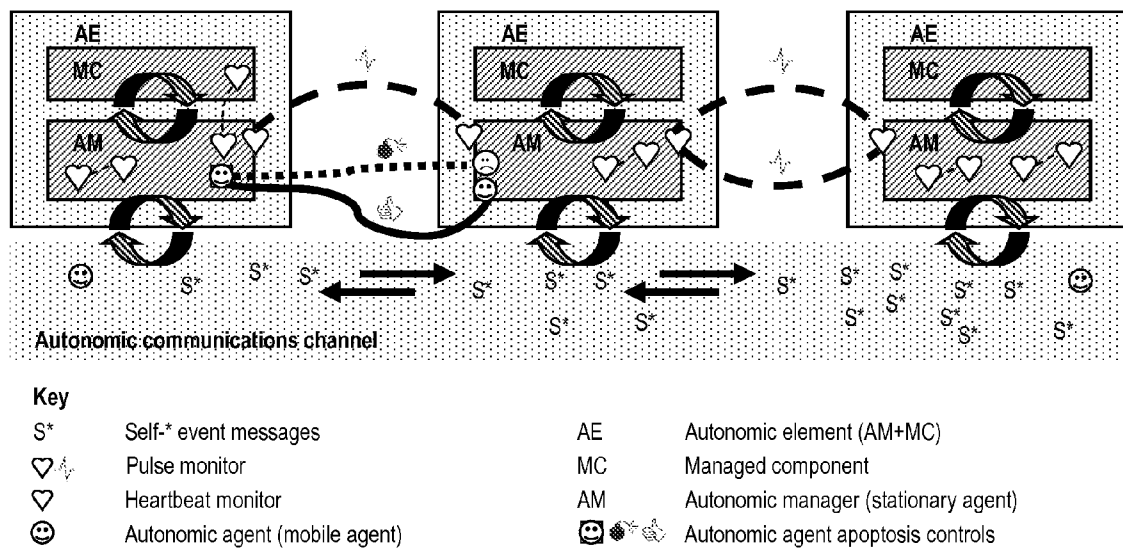 AE AE AE
MC MC MC
AM AM AM
S* S* S* S* S* S* S* S* S* S* S*
S*
S* S* S* S* S*
S*
Autonomic communications channel
Key
S* Self-* event messages AE Autonomic element (AM+MC)
Pulse monitor MC Managed component
Heartbeat monitor AM Autonomic manager (stationary agent)
Autonomic agent (mobile agent) Autonomic agent apoptosis controls